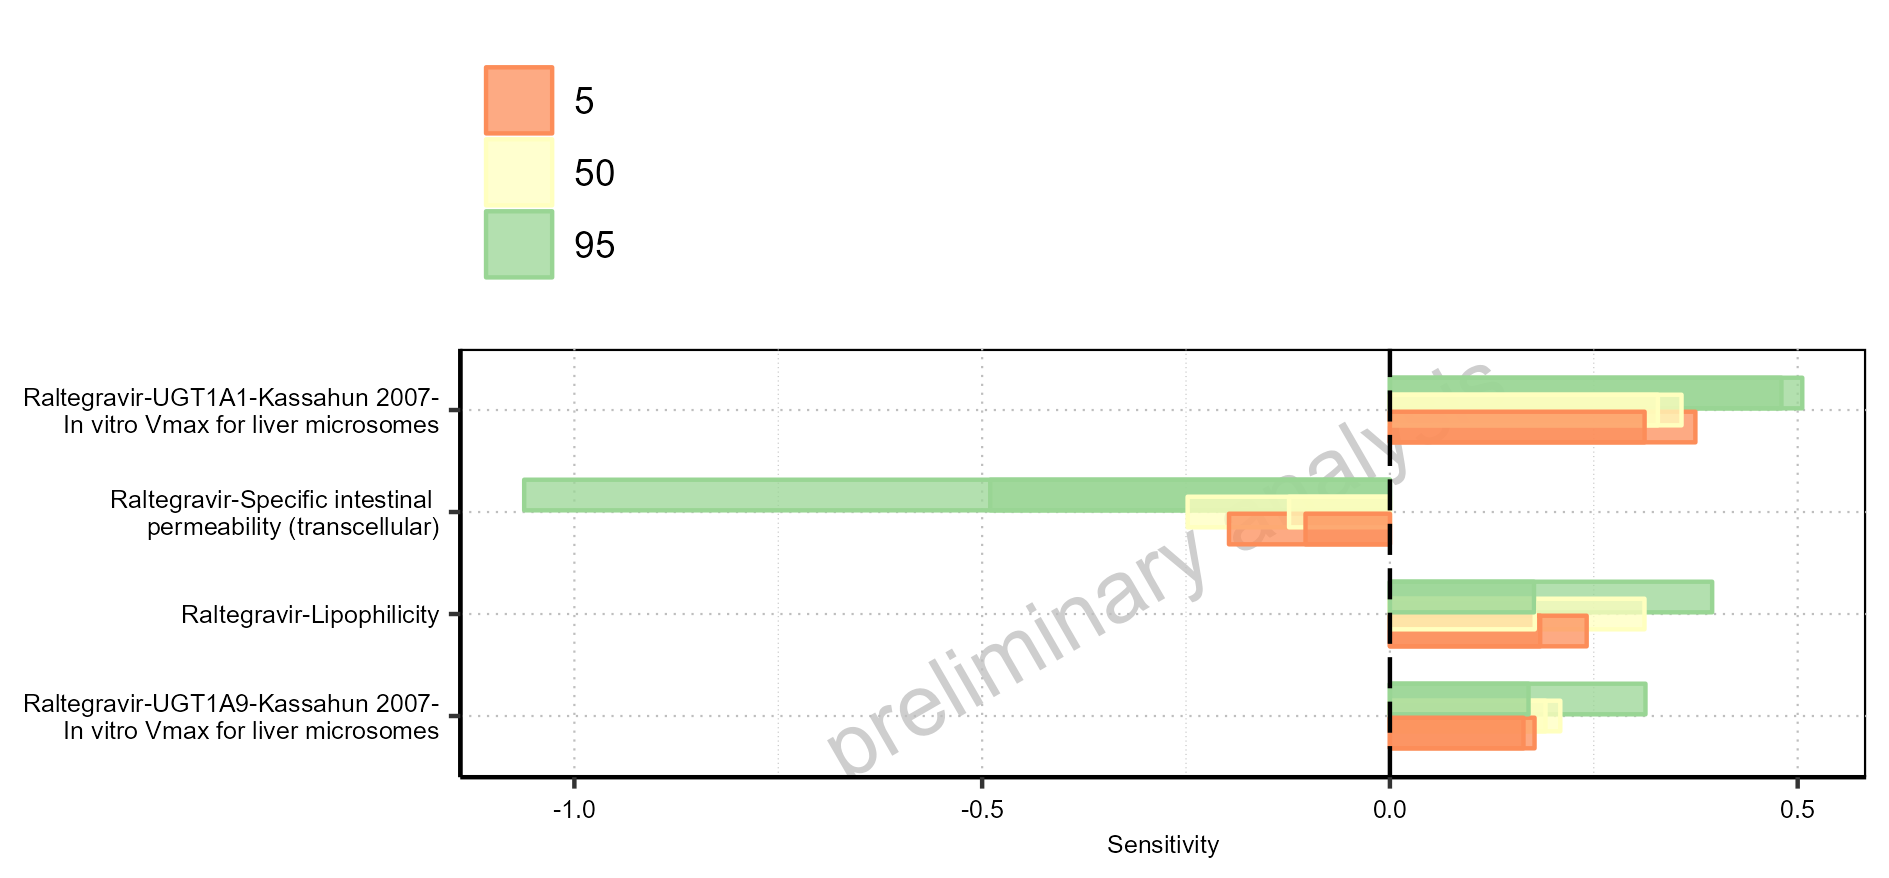 5
50
95
Raltegravir-UGT1A1-Kassahun 2007-
In vitro Vmax for liver microsomes
Raltegravir-Specific intestinal
permeability (transcellular)
Raltegravir-Lipophilicity
Raltegravir-UGT1A9-Kassahun 2007-
In vitro Vmax for liver microsomes
preliminary analysis
-1.0
-0.5
0.0
0.5
Sensitivity